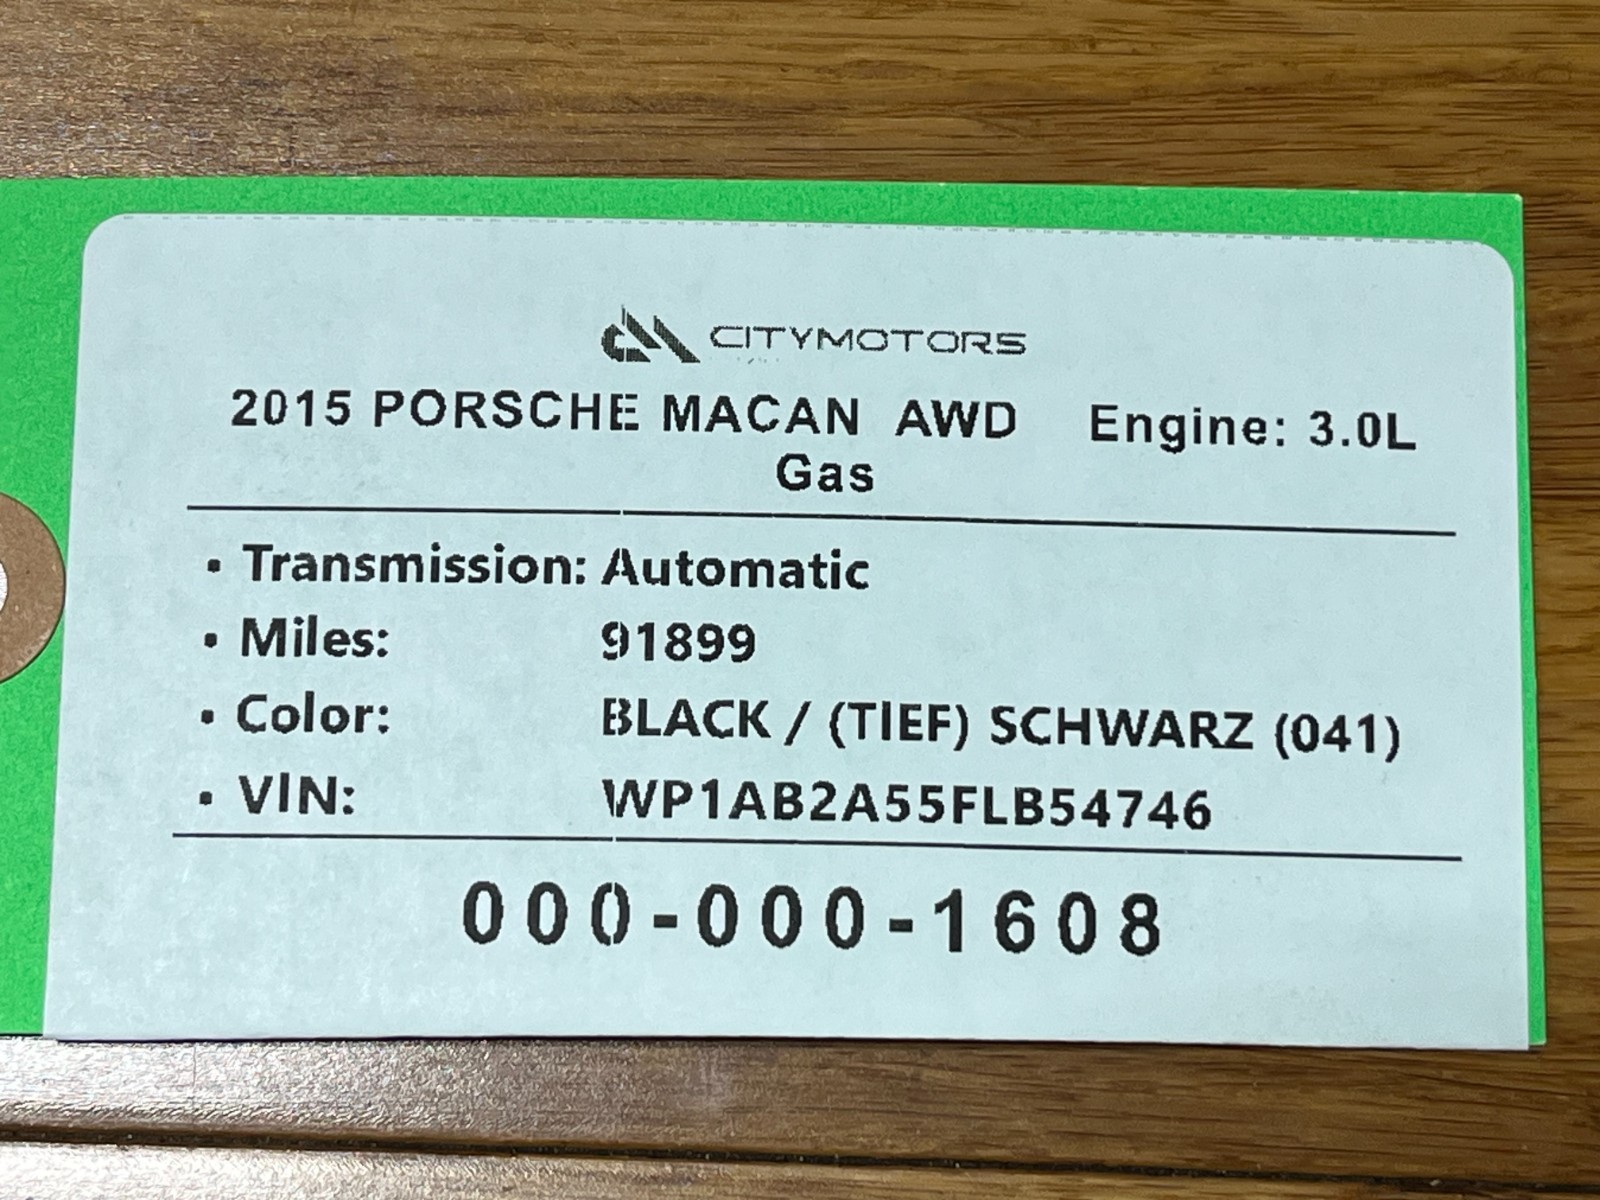 CITYMOTORS
2015 PORSCHE MACAN AWD Engine: 3.0L
Gas
• Transmission: Automatic
• Miles: 91899
• Color: BLACK / (TIEF) SCHWARZ (041)
• VIN: WP1AB2A55FLB54746
000-000-1608